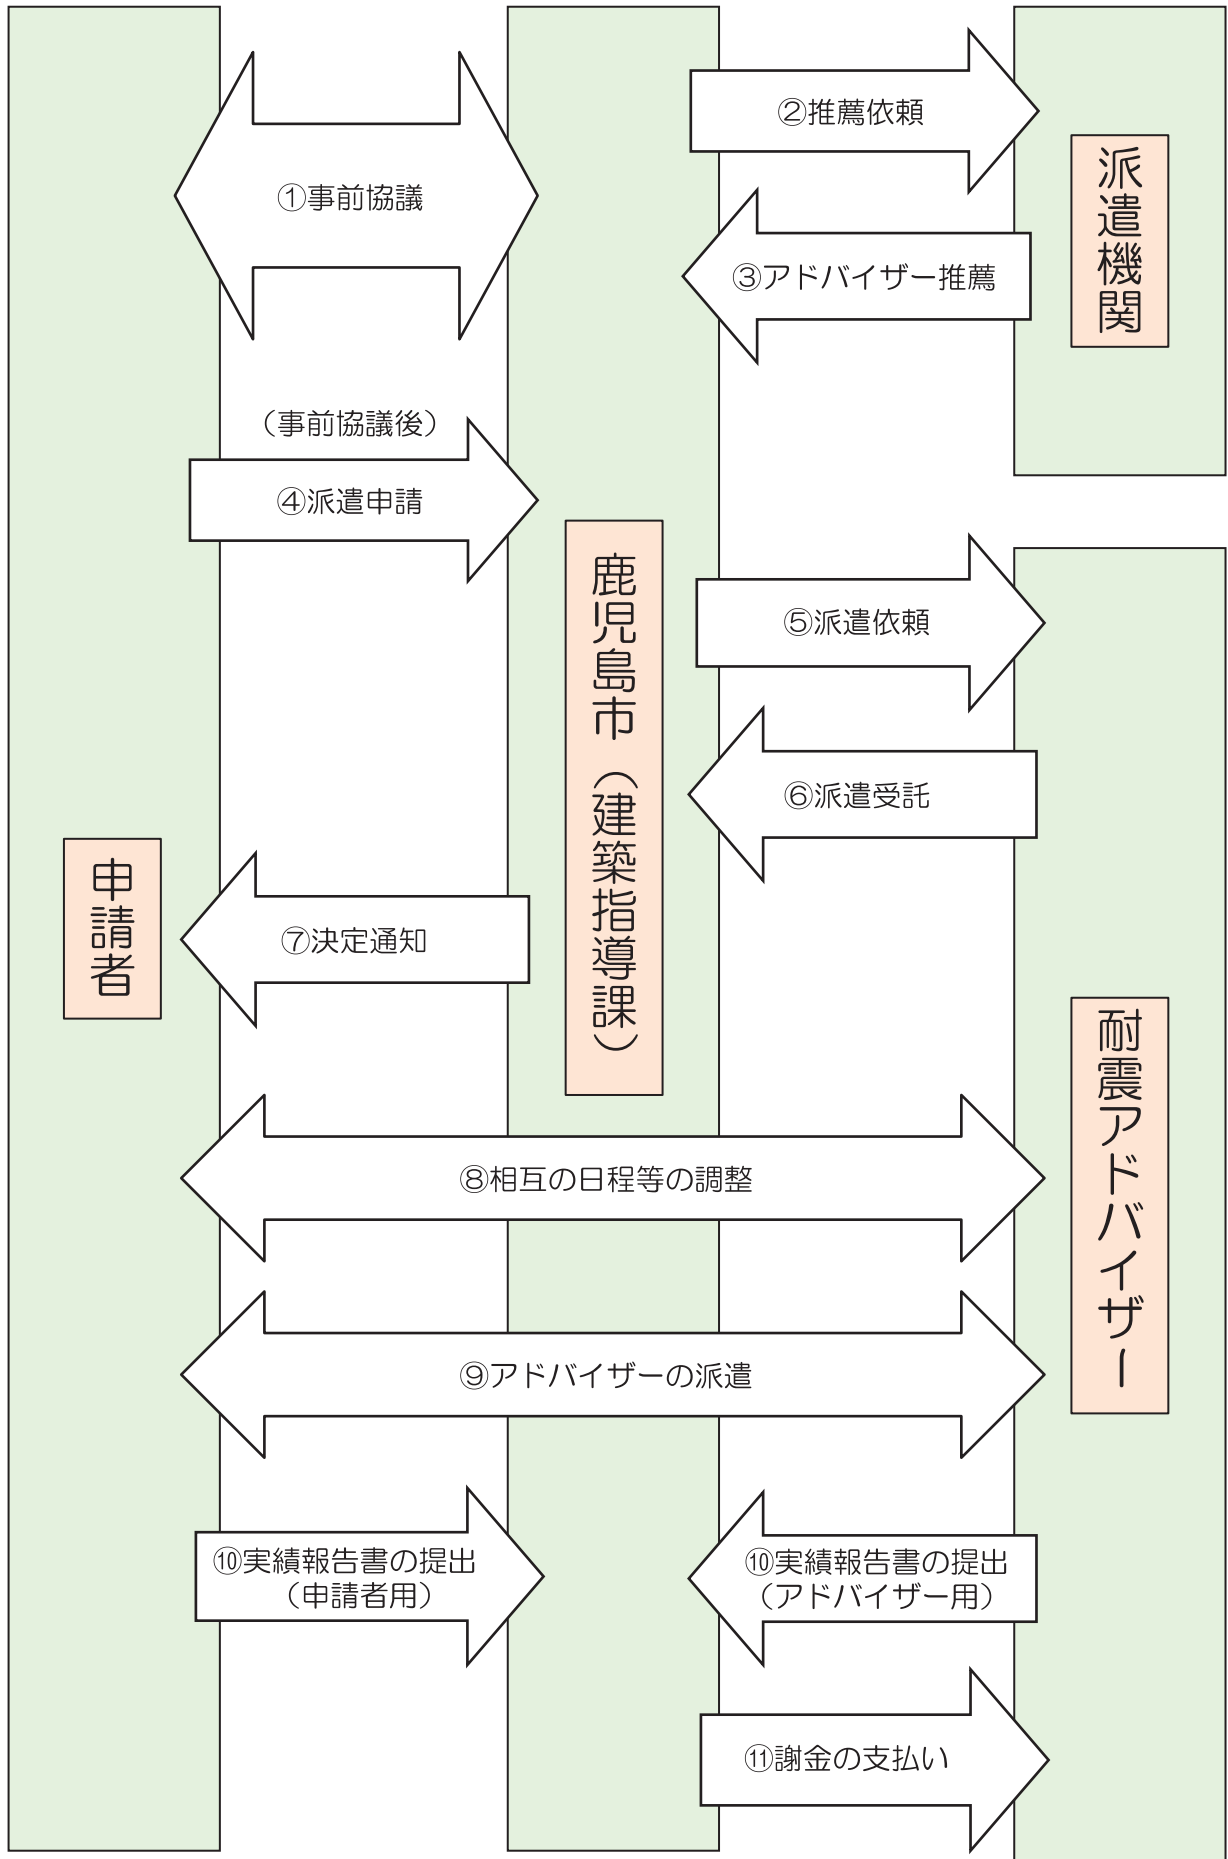 ①事前協議
②推薦依頼
③アドバイザー推薦
派遣機関
（事前協議後）
④派遣申請
鹿児島市（建築指導課）
⑤派遣依頼
⑥派遣受託
申請者
⑦決定通知
耐震アドバイザー
⑧相互の日程等の調整
⑨アドバイザーの派遣
⑩実績報告書の提出
（申請者用）
⑩実績報告書の提出
（アドバイザー用）
⑪謝金の支払い